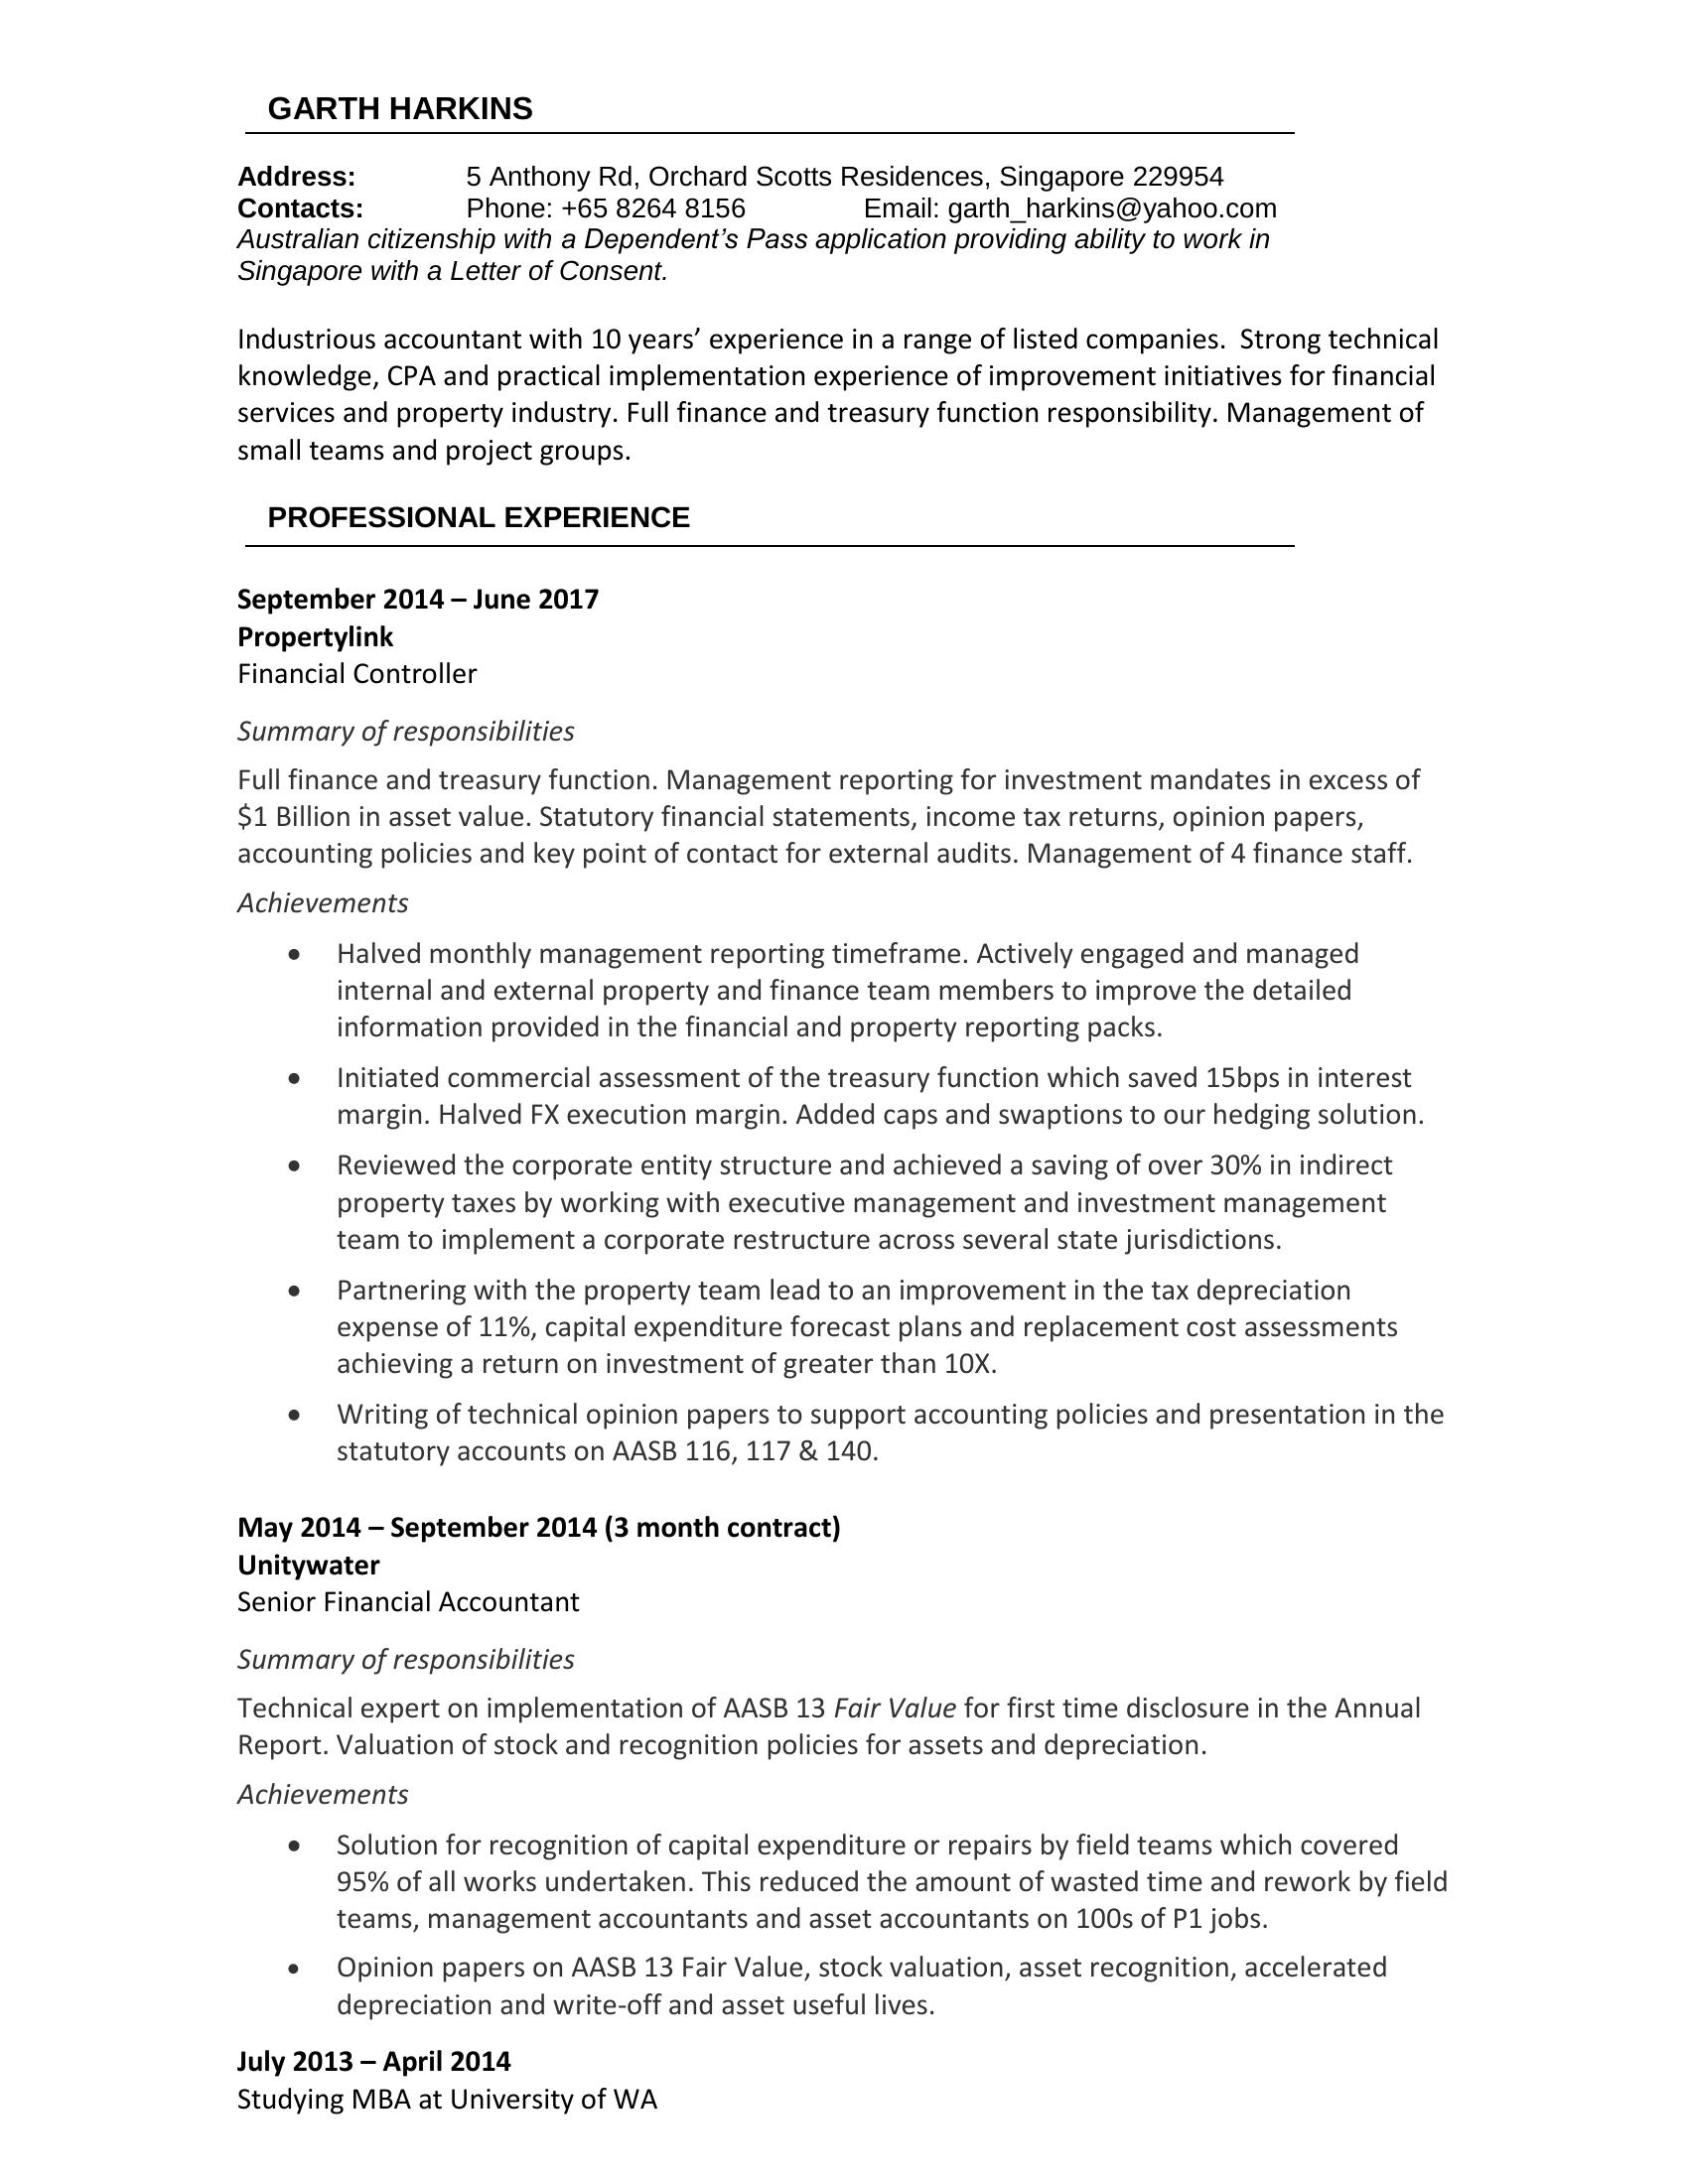 GARTH HARKINS
Address: 5 Anthony Rd, Orchard Scotts Residences, Singapore 229954
Contacts: Phone: +65 8264 8156 Email: garth_harkins@yahoo.com
Australian citizenship with a Dependent’s Pass application providing ability to work in
Singapore with a Letter of Consent.
Industrious accountant with 10 years’ experience in a range of listed companies.  Strong technical
knowledge, CPA and practical implementation experience of improvement initiatives for financial
services and property industry. Full finance and treasury function responsibility. Management of
small teams and project groups.
PROFESSIONAL EXPERIENCE
September 2014 – June 2017
Propertylink
Financial Controller
Summary of responsibilities
Full finance and treasury function. Management reporting for investment mandates in excess of
$1 Billion in asset value. Statutory financial statements, income tax returns, opinion papers,
accounting policies and key point of contact for external audits. Management of 4 finance staff.
Achievements
• Halved monthly management reporting timeframe. Actively engaged and managed
internal and external property and finance team members to improve the detailed
information provided in the financial and property reporting packs.
• Initiated commercial assessment of the treasury function which saved 15bps in interest
margin. Halved FX execution margin. Added caps and swaptions to our hedging solution.
• Reviewed the corporate entity structure and achieved a saving of over 30% in indirect
property taxes by working with executive management and investment management
team to implement a corporate restructure across several state jurisdictions.
• Partnering with the property team lead to an improvement in the tax depreciation
expense of 11%, capital expenditure forecast plans and replacement cost assessments
achieving a return on investment of greater than 10X.
• Writing of technical opinion papers to support accounting policies and presentation in the
statutory accounts on AASB 116, 117 & 140.
May 2014 – September 2014 (3 month contract)
Unitywater
Senior Financial Accountant
Summary of responsibilities
Technical expert on implementation of AASB 13 Fair Value for first time disclosure in the Annual
Report. Valuation of stock and recognition policies for assets and depreciation.
Achievements
• Solution for recognition of capital expenditure or repairs by field teams which covered
95% of all works undertaken. This reduced the amount of wasted time and rework by field
teams, management accountants and asset accountants on 100s of P1 jobs.
• Opinion papers on AASB 13 Fair Value, stock valuation, asset recognition, accelerated
depreciation and write-off and asset useful lives.
July 2013 – April 2014
Studying MBA at University of WA